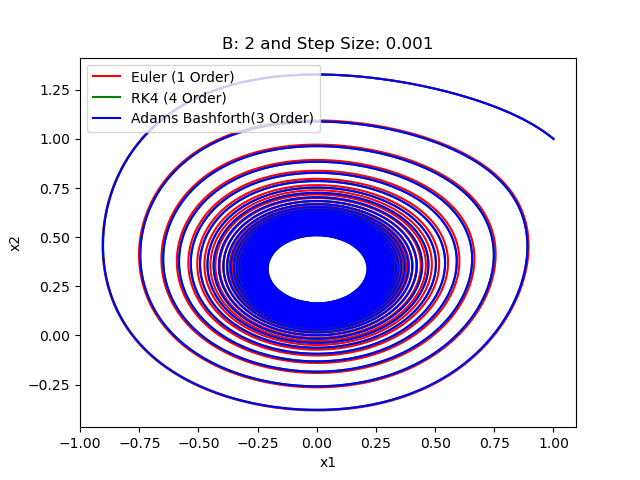 B: 2 and Step Size: 0.001
Euler (1 Order)
RK4 (4 Order)
Adams Bashforth(3 Order)
1.25
1.00
0.75
0.50
0.25
0.00
−0.25
x2
−1.00 −0.75 −0.50 −0.25 0.00 0.25 0.50 0.75 1.00
x1